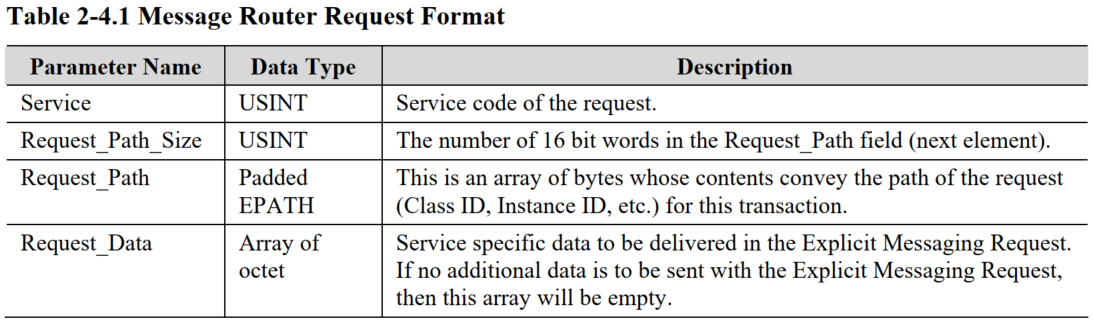 Table 2-4.1 Message Router Request Format
Parameter Name Data Type Description
Service USINT Service code of the request.
Request_Path_Size USINT The number of 16 bit words in the Request_Path field (next element).
Request_Path Padded This is an array of bytes whose contents convey the path of the request
EPATH (Class ID, Instance ID, etc.) for this transaction.
Request_Data Array of Service specific data to be delivered in the Explicit Messaging Request.
octet If no additional data is to be sent with the Explicit Messaging Request,
then this array will be empty.